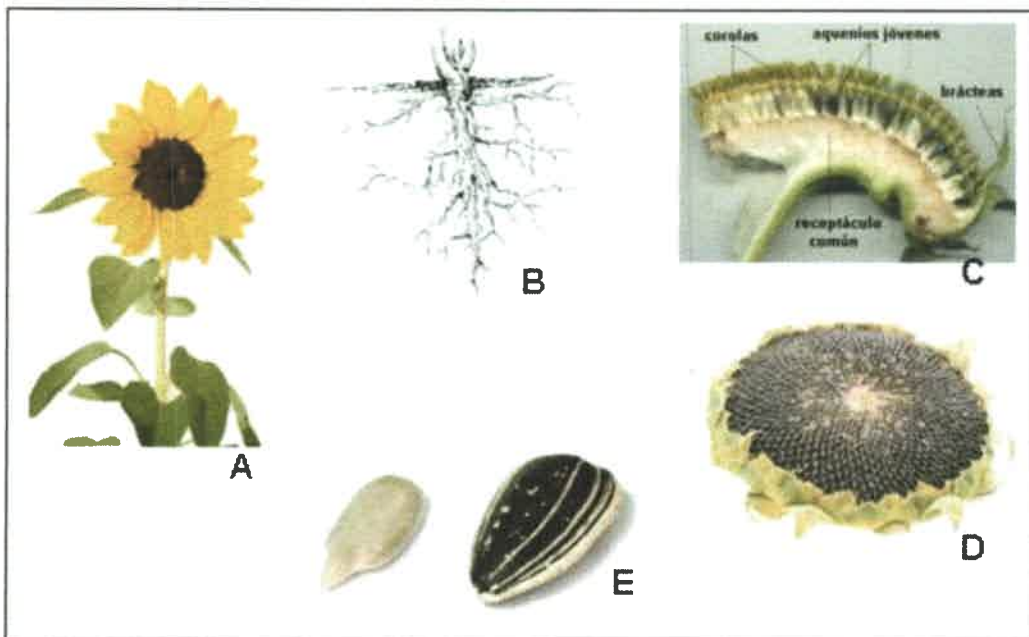 corolas
aquenios jóvenes
brácteas
receptáculo
común
A
B
C
D
E